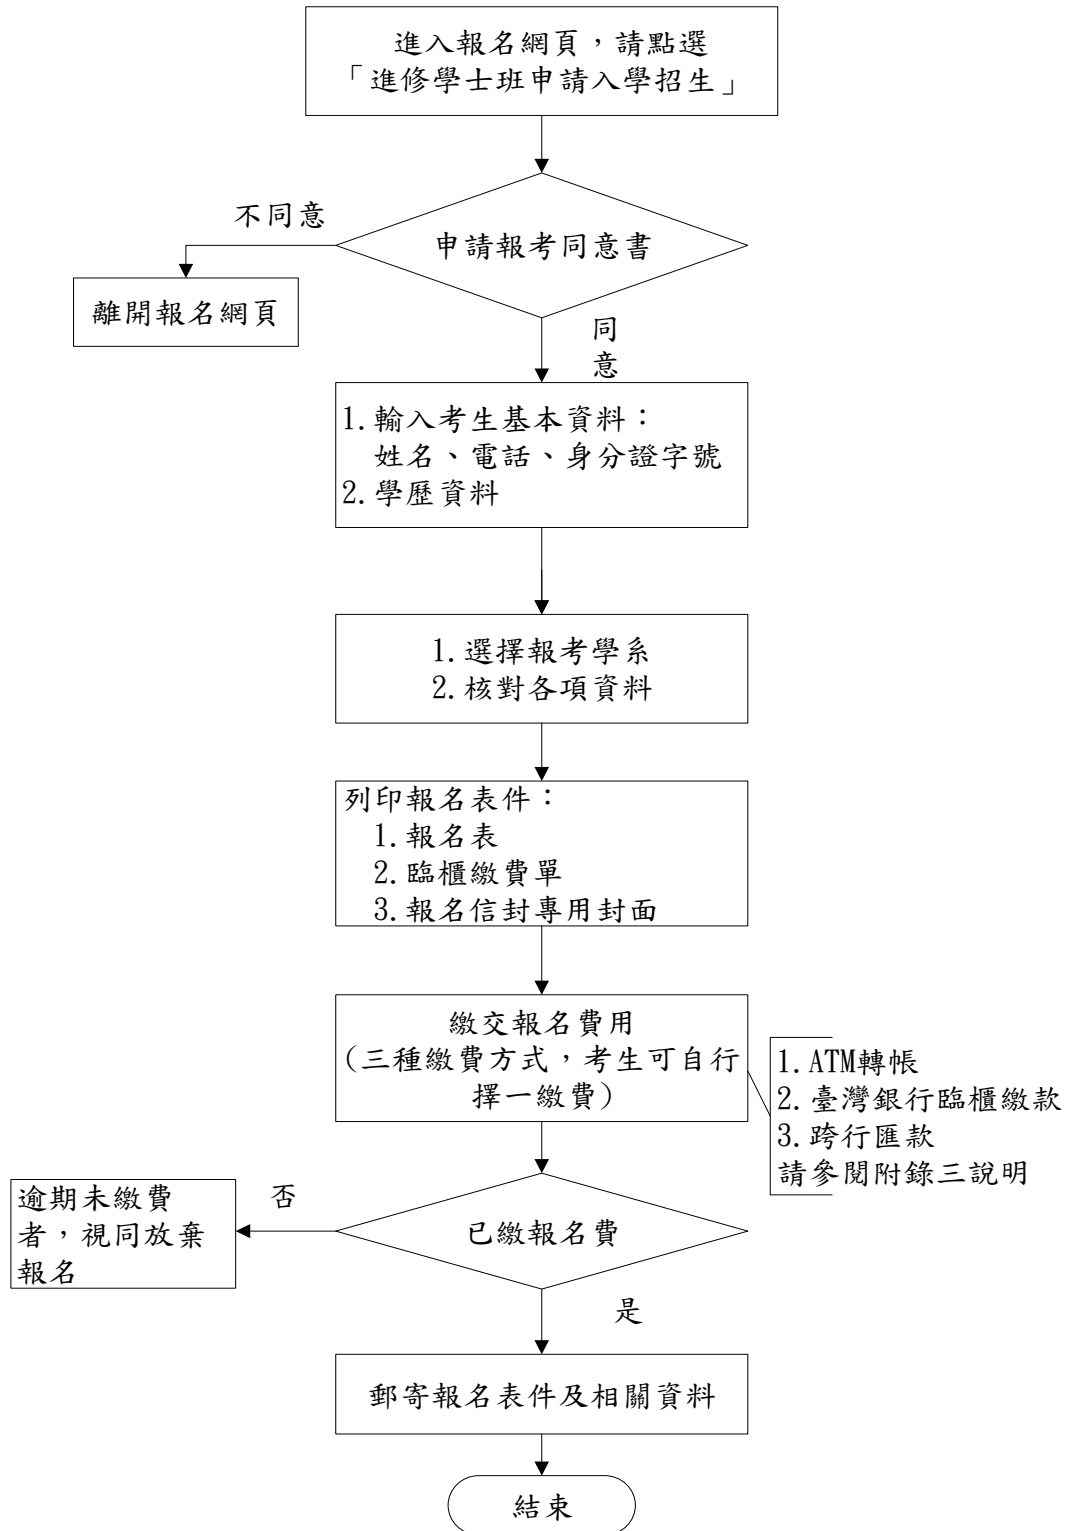 進入報名網頁，請點選
「進修學士班申請入學招生」
申請報考同意書
不同意
離開報名網頁
同
意
1.輸入考生基本資料：
姓名、電話、身分證字號
2.學歷資料
1.選擇報考學系
2.核對各項資料
列印報名表件：
1.報名表
2.臨櫃繳費單
3.報名信封專用封面
繳交報名費用
(三種繳費方式，考生可自行
擇一繳費)
1.ATM轉帳
2.臺灣銀行臨櫃繳款
3.跨行匯款
請參閱附錄三說明
已繳報名費
否
逾期未繳費
者，視同放棄
報名
是
郵寄報名表件及相關資料
結束